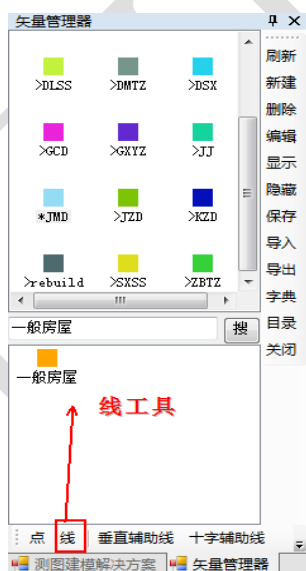 矢量管理器
>DLSS >DMTZ >DSX
>GCD >GXYZ >JJ
*JMD >JZD >KZD
>rebuild >SXSS >ZBTZ
刷新
新建
删除
编辑
显示
隐藏
保存
导入
导出
字典
目录
关闭
一般房屋 搜
一般房屋
线工具
点 线 垂直辅助线 十字辅助线
测图建模解决方案 矢量管理器